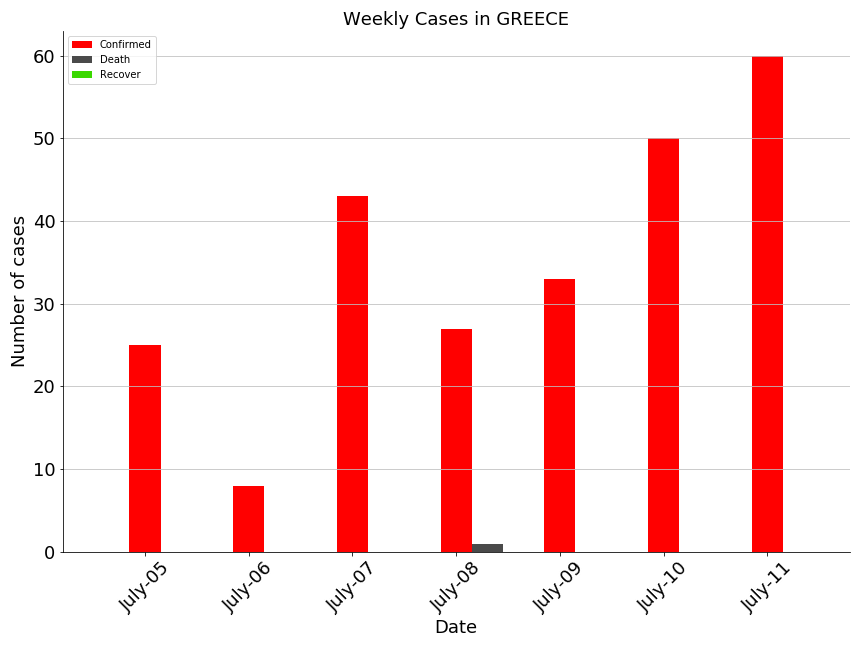 Weekly Cases in GREECE
Confirmed
Death
Recover
Number of cases
60
50
40
30
20
10
0
July-05
July-06
July-07
July-08
July-09
July-10
July-11
Date